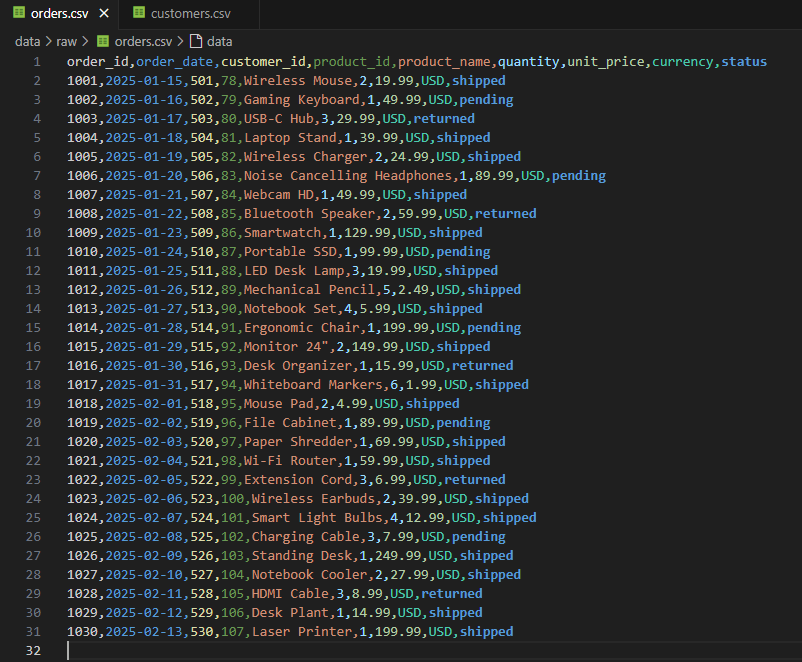 orders.csv × customers.csv
data > raw > orders.csv > data
1 order_id,order_date,customer_id,product_id,product_name,quantity,unit_price,currency,status
2 1001,2025-01-15,501,78,Wireless Mouse,2,19.99,USD,shipped
3 1002,2025-01-16,502,79,Gaming Keyboard,1,49.99,USD,pending
4 1003,2025-01-17,503,80,USB-C Hub,3,29.99,USD,returned
5 1004,2025-01-18,504,81,Laptop Stand,1,39.99,USD,shipped
6 1005,2025-01-19,505,82,Wireless Charger,2,24.99,USD,shipped
7 1006,2025-01-20,506,83,Noise Cancelling Headphones,1,89.99,USD,pending
8 1007,2025-01-21,507,84,Webcam HD,1,49.99,USD,shipped
9 1008,2025-01-22,508,85,Bluetooth Speaker,2,59.99,USD,returned
10 1009,2025-01-23,509,86,Smartwatch,1,129.99,USD,shipped
11 1010,2025-01-24,510,87,Portable SSD,1,99.99,USD,pending
12 1011,2025-01-25,511,88,LED Desk Lamp,3,19.99,USD,shipped
13 1012,2025-01-26,512,89,Mechanical Pencil,5,2.49,USD,shipped
14 1013,2025-01-27,513,90,Notebook Set,4,5.99,USD,shipped
15 1014,2025-01-28,514,91,Ergonomic Chair,1,199.99,USD,pending
16 1015,2025-01-29,515,92,Monitor 24",2,149.99,USD,shipped
17 1016,2025-01-30,516,93,Desk Organizer,1,15.99,USD,returned
18 1017,2025-01-31,517,94,Whiteboard Markers,6,1.99,USD,shipped
19 1018,2025-02-01,518,95,Mouse Pad,2,4.99,USD,shipped
20 1019,2025-02-02,519,96,File Cabinet,1,89.99,USD,pending
21 1020,2025-02-03,520,97,Paper Shredder,1,69.99,USD,shipped
22 1021,2025-02-04,521,98,Wi-Fi Router,1,59.99,USD,shipped
23 1022,2025-02-05,522,99,Extension Cord,3,6.99,USD,returned
24 1023,2025-02-06,523,100,Wireless Earbuds,2,39.99,USD,shipped
25 1024,2025-02-07,524,101,Smart Light Bulbs,4,12.99,USD,shipped
26 1025,2025-02-08,525,102,Charging Cable,3,7.99,USD,pending
27 1026,2025-02-09,526,103,Standing Desk,1,249.99,USD,shipped
28 1027,2025-02-10,527,104,Notebook Cooler,2,27.99,USD,shipped
29 1028,2025-02-11,528,105,HDMI Cable,3,8.99,USD,returned
30 1029,2025-02-12,529,106,Desk Plant,1,14.99,USD,shipped
31 1030,2025-02-13,530,107,Laser Printer,1,199.99,USD,shipped
32